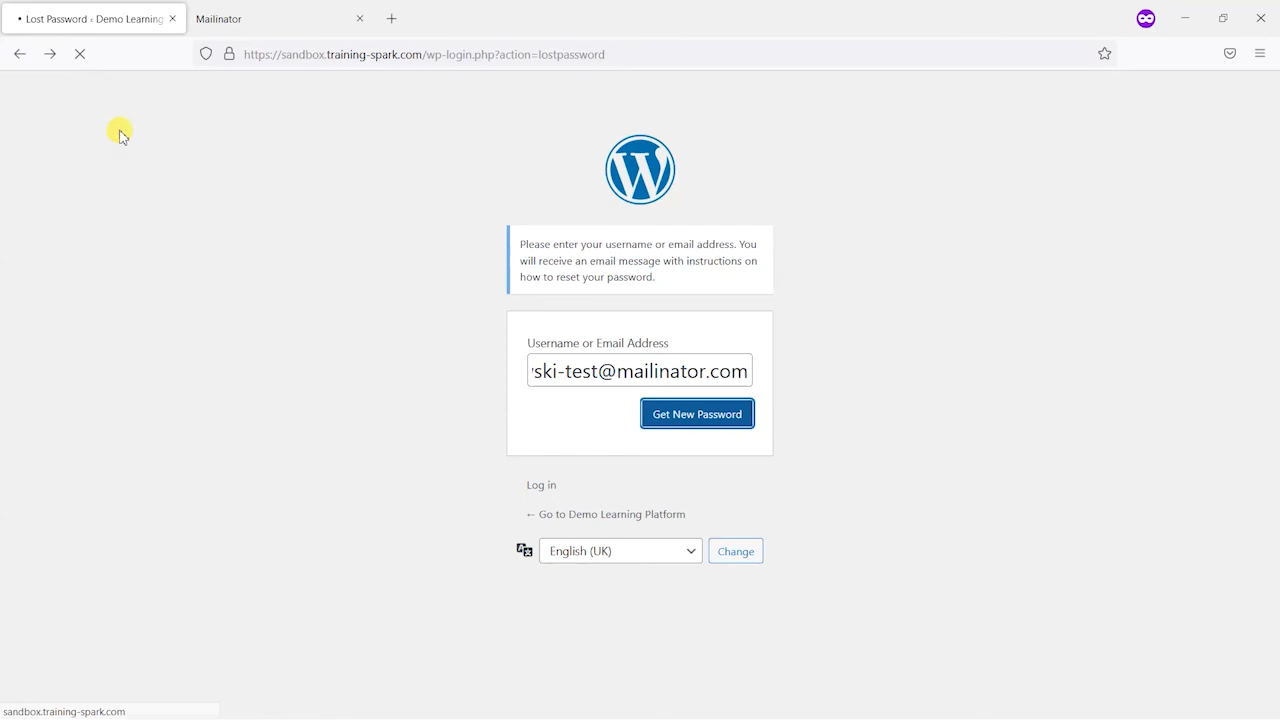 • Lost Password ‹ Demo Learning
Mailinator
https://sandbox.training-spark.com/wp-login.php?action=lostpassword
Please enter your username or email address. You
will receive an email message with instructions on
how to reset your password.
Username or Email Address
ski-test@mailinator.com
Get New Password
Log in
← Go to Demo Learning Platform
English (UK)
Change
sandbox.training-spark.com